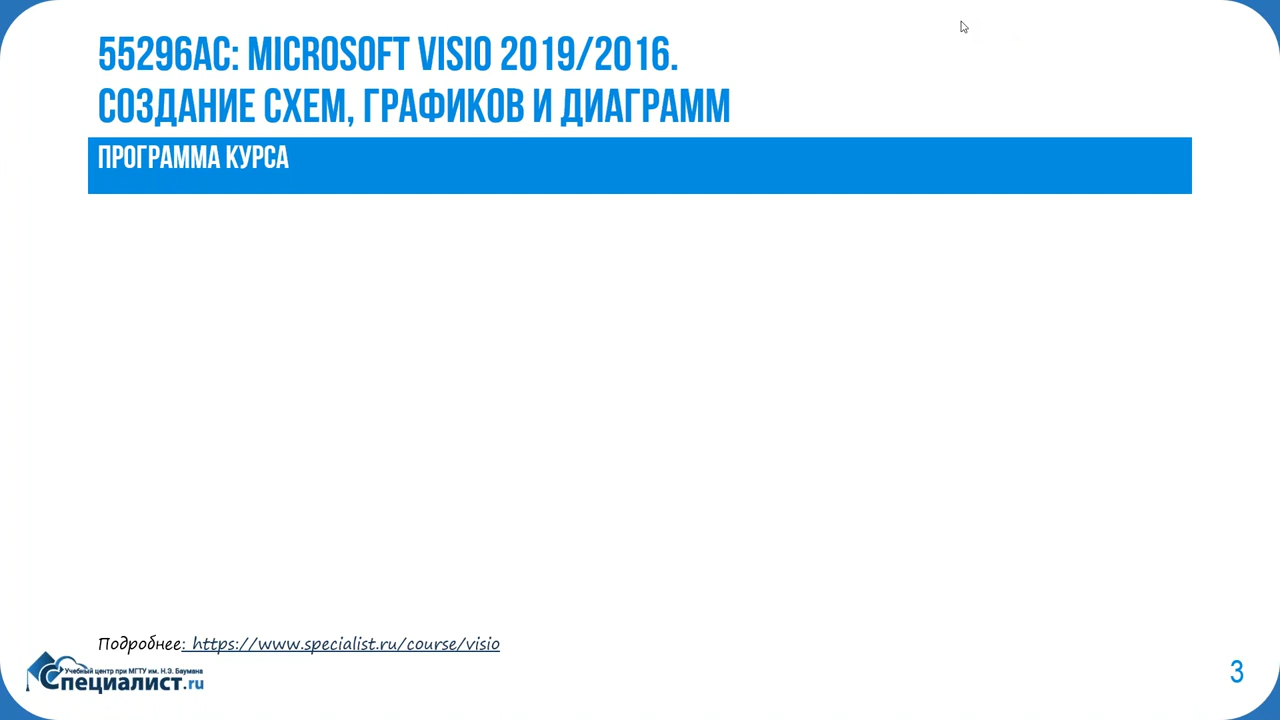 55296AC: MICROSOFT VISIO 2019/2016.
СОЗДАНИЕ СХЕМ, ГРАФИКОВ И ДИАГРАММ
ПРОГРАММА КУРСА
Подробнее: https://www.specialist.ru/course/visio
Учебный центр при МГТУ им. Н.Э. Баумана
Специалист.ru
3